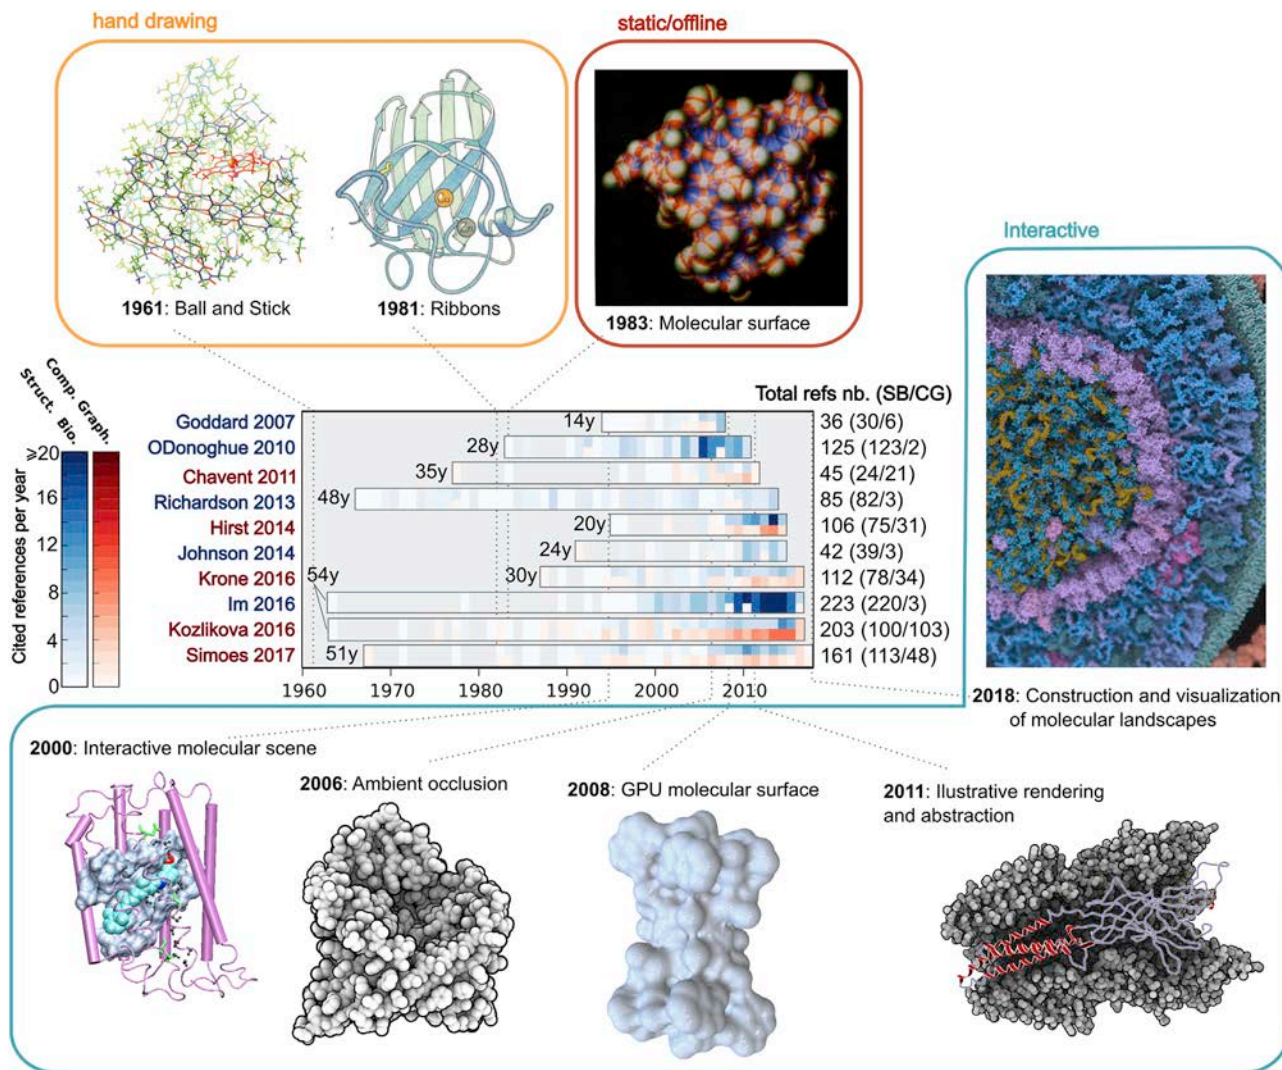 hand drawing
static/offline
1961: Ball and Stick
1981: Ribbons
1983: Molecular surface
Interactive
Struct. Bio.
Comp. Graph.
Cited references per year
⩾20
16
12
8
4
0
Total refs nb. (SB/CG)
Goddard 2007
14y
36 (30/6)
ODonoghue 2010
28y
125 (123/2)
Chavent 2011
35y
45 (24/21)
Richardson 2013
48y
85 (82/3)
Hirst 2014
20y
106 (75/31)
Johnson 2014
24y
42 (39/3)
Krone 2016
30y
112 (78/34)
54y
Im 2016
223 (220/3)
Kozlikova 2016
203 (100/103)
Simoes 2017
51y
161 (113/48)
1960 1970 1980 1990 2000 2010
2018: Construction and visualization
of molecular landscapes
2000: Interactive molecular scene
2006: Ambient occlusion
2008: GPU molecular surface
2011: Ilustrative rendering
and abstraction